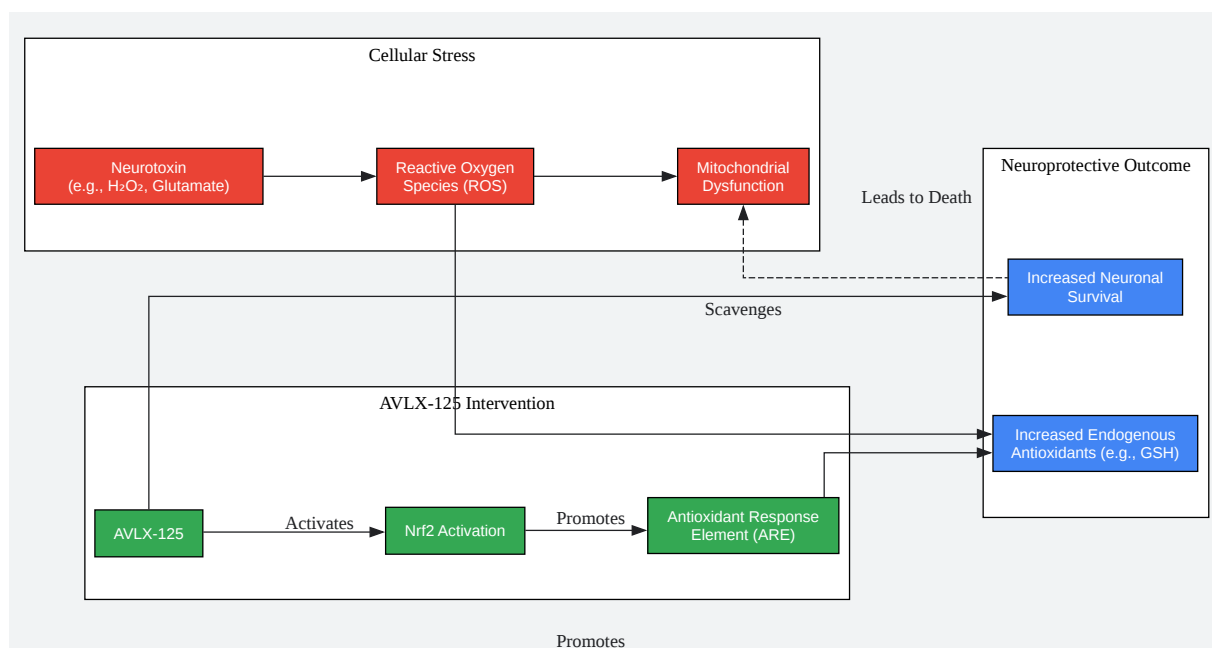 Cellular Stress
Neurotoxin
(e.g., H₂O₂, Glutamate)
Reactive Oxygen
Species (ROS)
Mitochondrial
Dysfunction
Neuroprotective Outcome
Leads to Death
Increased Neuronal
Survival
Scavenges
AVLX-125 Intervention
Increased Endogenous
Antioxidants (e.g., GSH)
AVLX-125
Activates
Nrf2 Activation
Promotes
Antioxidant Response
Element (ARE)
Promotes